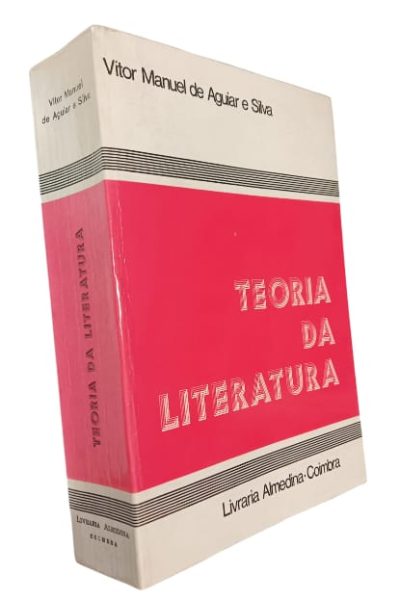 Vitor Manuel de Aguiar e Silva
TEORIA
DA
LITERATURA
Livraria Almedina-Coimbra
Vitor Manuel
de Aguiar e Silva
TEORIA DA LITERATURA
LIVRARIA ALMEDINA
COIMBRA